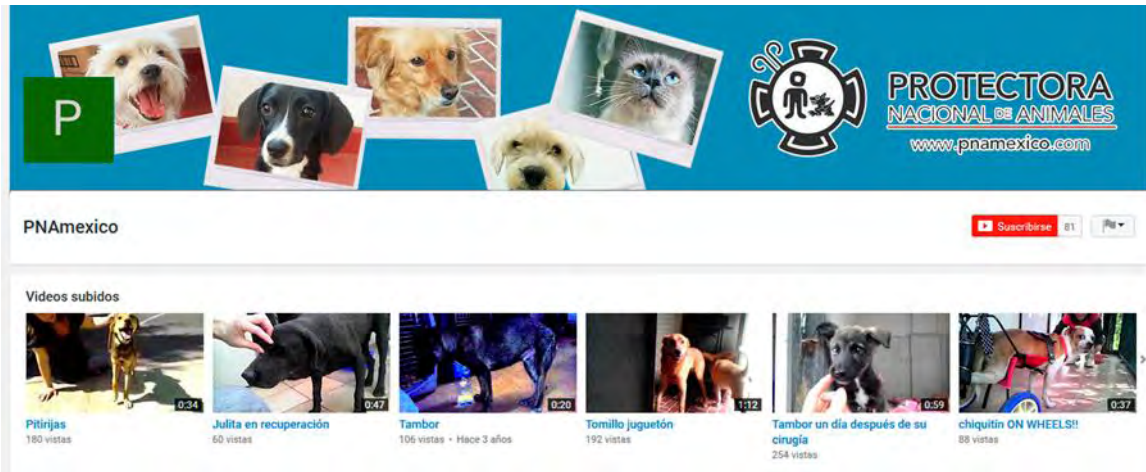 P
PROTECTORA
NACIONAL DE ANIMALES
www.pnamexico.com
PNAmexico
Suscribirse 81
Videos subidos
0:34
0:47
0:20
1:12
0:59
0:37
Pitirijas
180 vistas
Julita en recuperación
60 vistas
Tambor
106 vistas • Hace 3 años
Tomillo juguetón
192 vistas
Tambor un día después de su
cirugía
254 vistas
chiquitín ON WHEELS!!
88 vistas